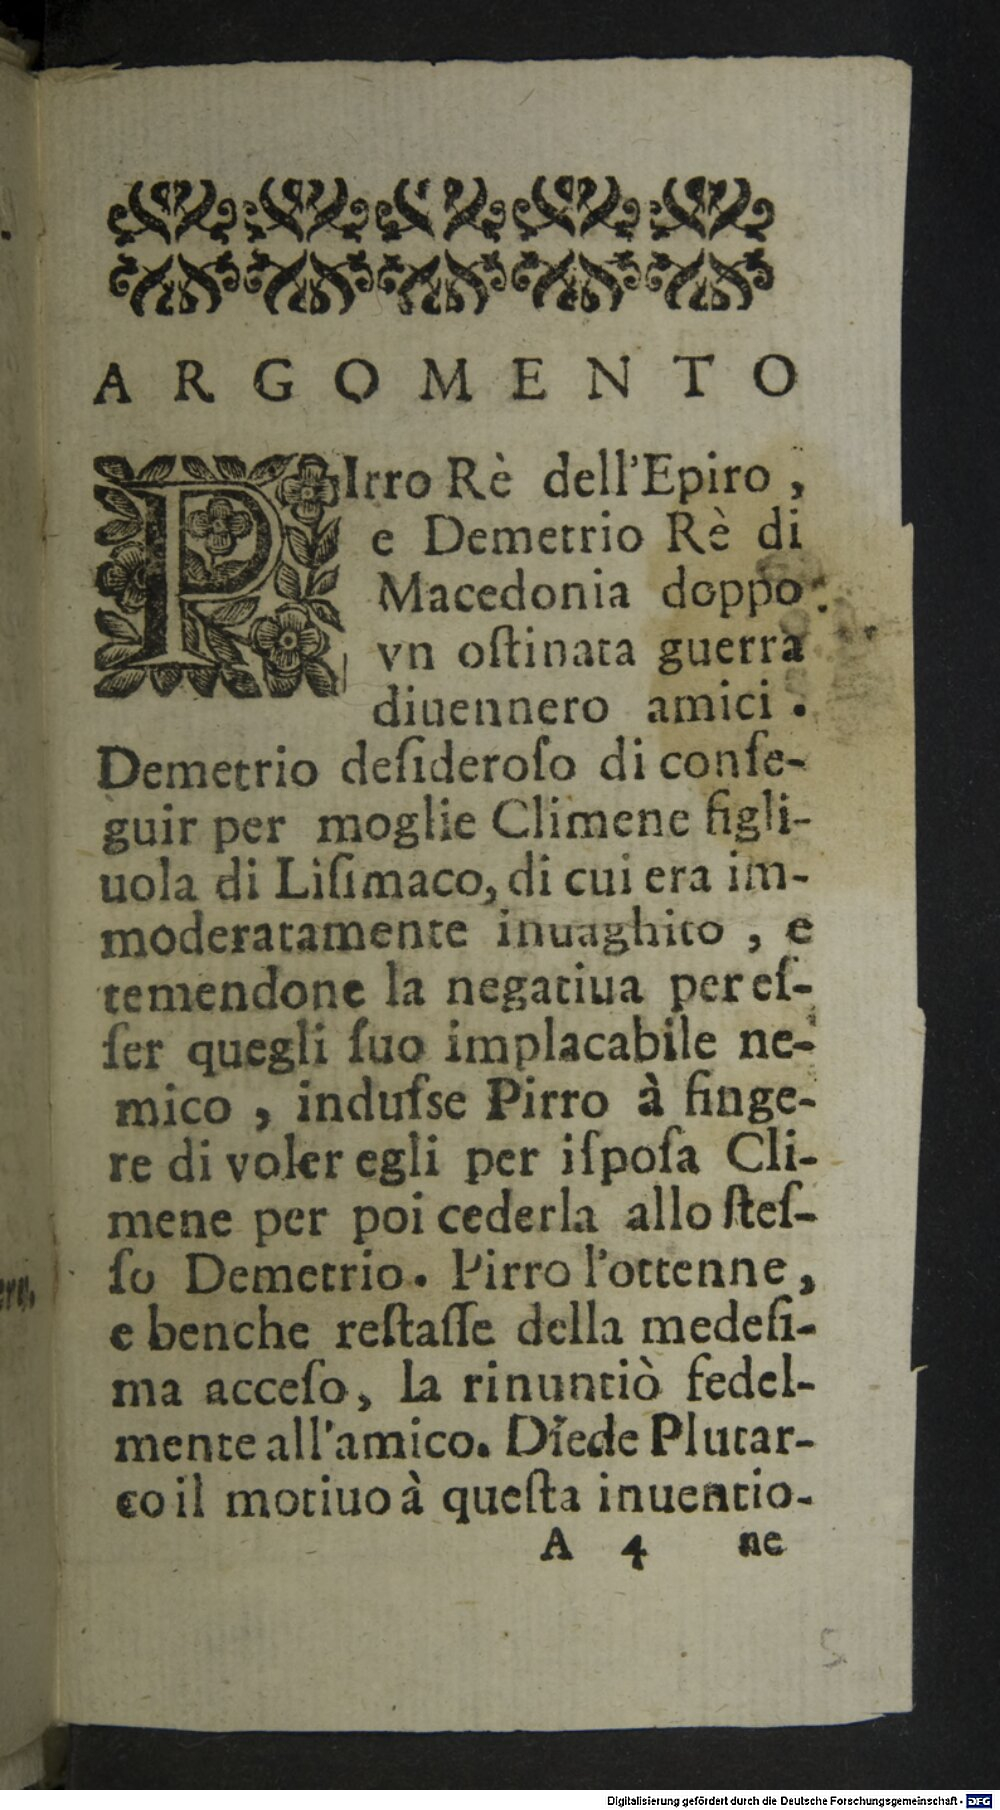 ARGOMENTO
PIrro Rè dell'Epiro,
e Demetrio Rè di
Macedonia doppo
vn oſtinata guerra
diuennero amici.
Demetrio deſideroſo di conſe-
guir per moglie Climene figli-
uola di Liſimaco, di cui era im-
moderatamente inuaghito, e
temendone la negatiua per eſ-
ſer quegli ſuo implacabile ne-
mico, induſse Pirro à finge-
re di voler egli per iſpoſa Cli-
mene per poi cederla allo ſteſ-
ſo Demetrio. Pirro l'ottenne,
e benche reſtaſſe della medeſi-
ma acceſo, la rinuntiò fedel-
mente all'amico. Diede Plutar-
co il motiuo à queſta inuentio-
A 4 ne
5
Digitalisierung gefördert durch die Deutsche Forschungsgemeinschaft - DFG